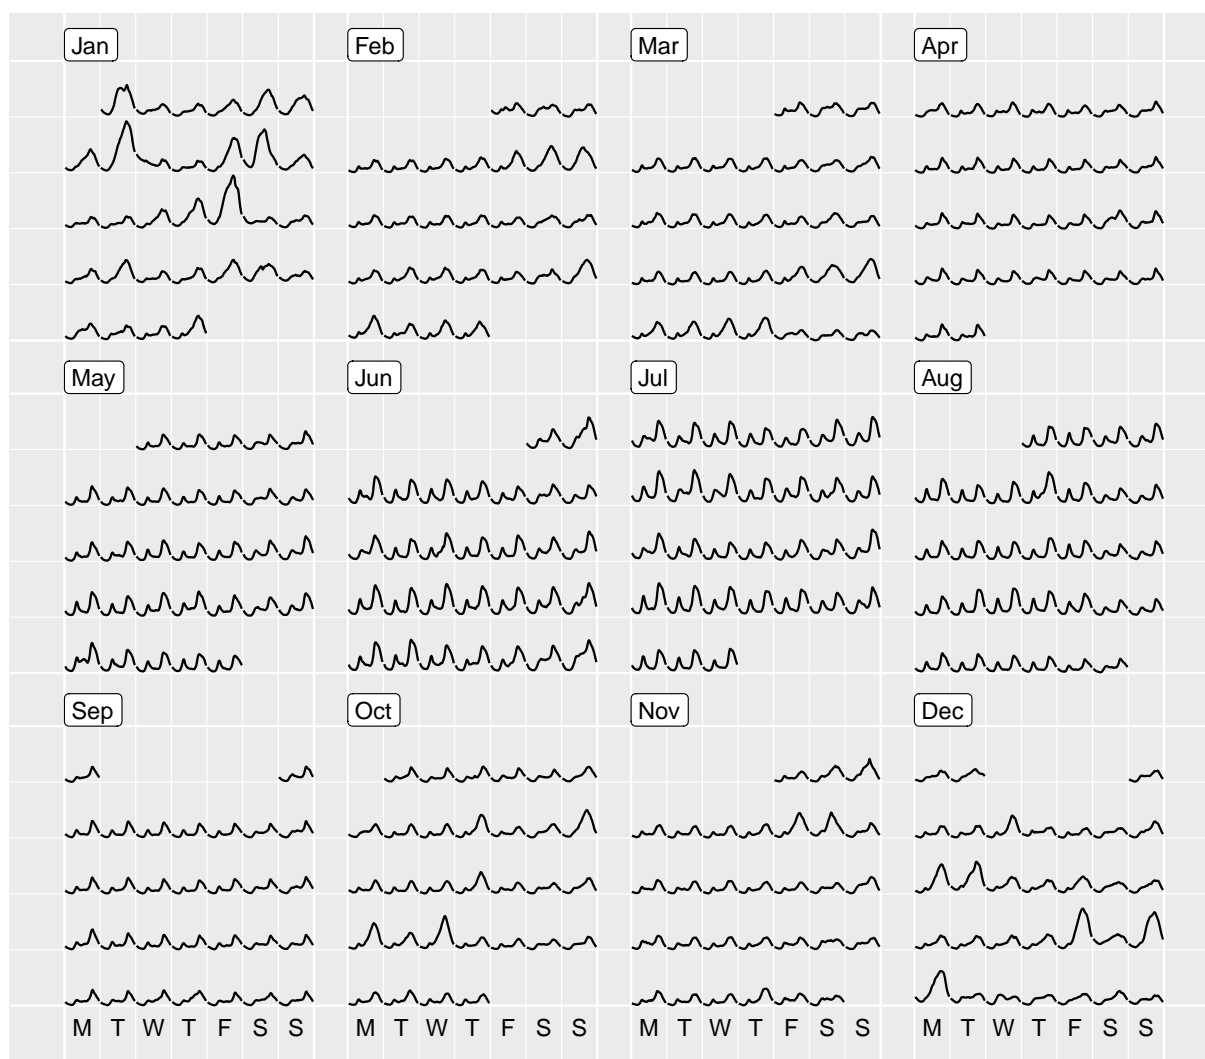 Jan Feb Mar Apr
May Jun Jul Aug
Sep Oct Nov Dec
M T W T F S S M T W T F S S M T W T F S S M T W T F S S